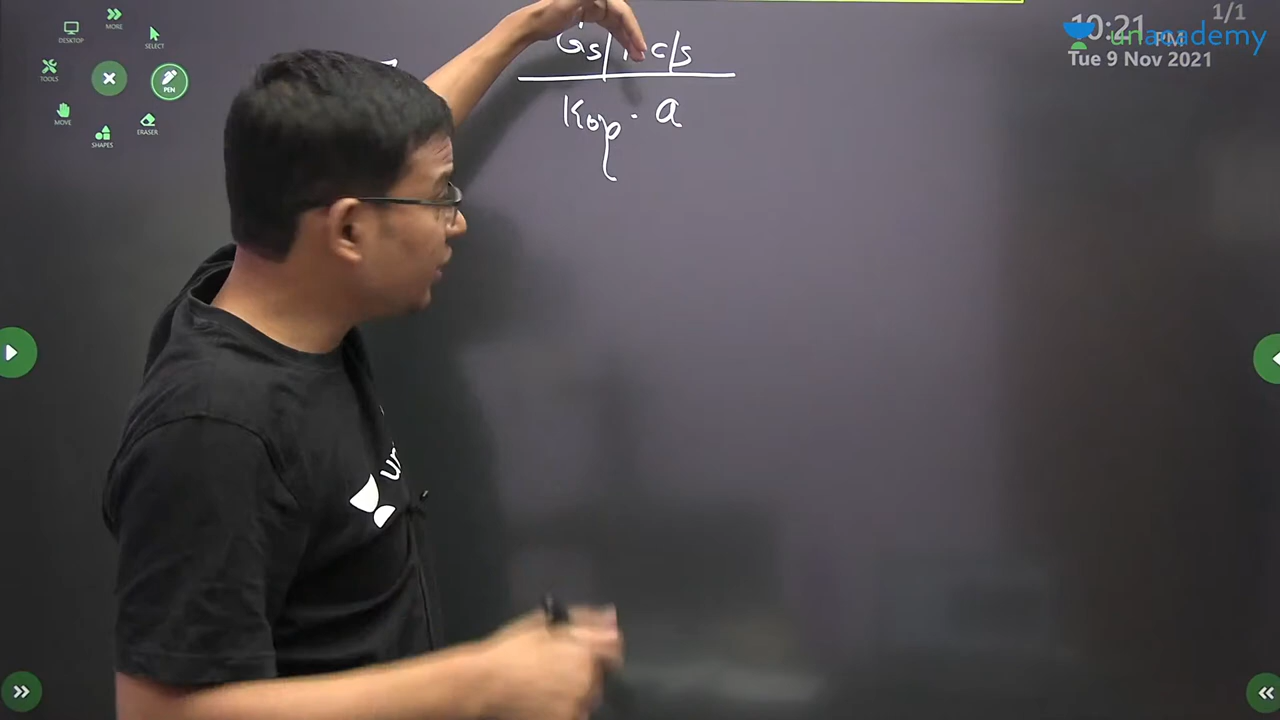 MORE
DESKTOP
SELECT
TOOLS
PEN
MOVE
ERASER
SHAPES
1/1
10:21 PM
unacademy
Tue 9 Nov 2021
Gs/ c/s
Kop · a
un